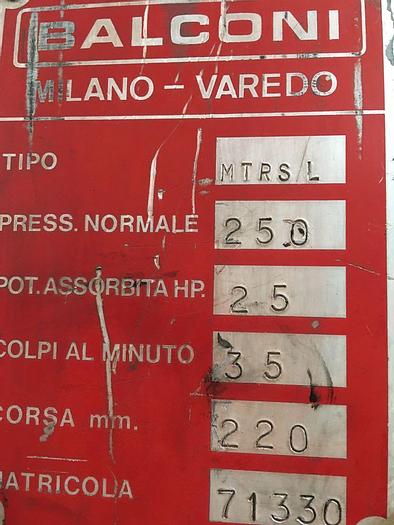 BALCONI
MILANO - VAREDO
TIPO MTRS/L
PRESS. NORMALE 250
POT. ASSORBITA HP. 25
COLPI AL MINUTO 35
CORSA mm. 220
MATRICOLA 71330